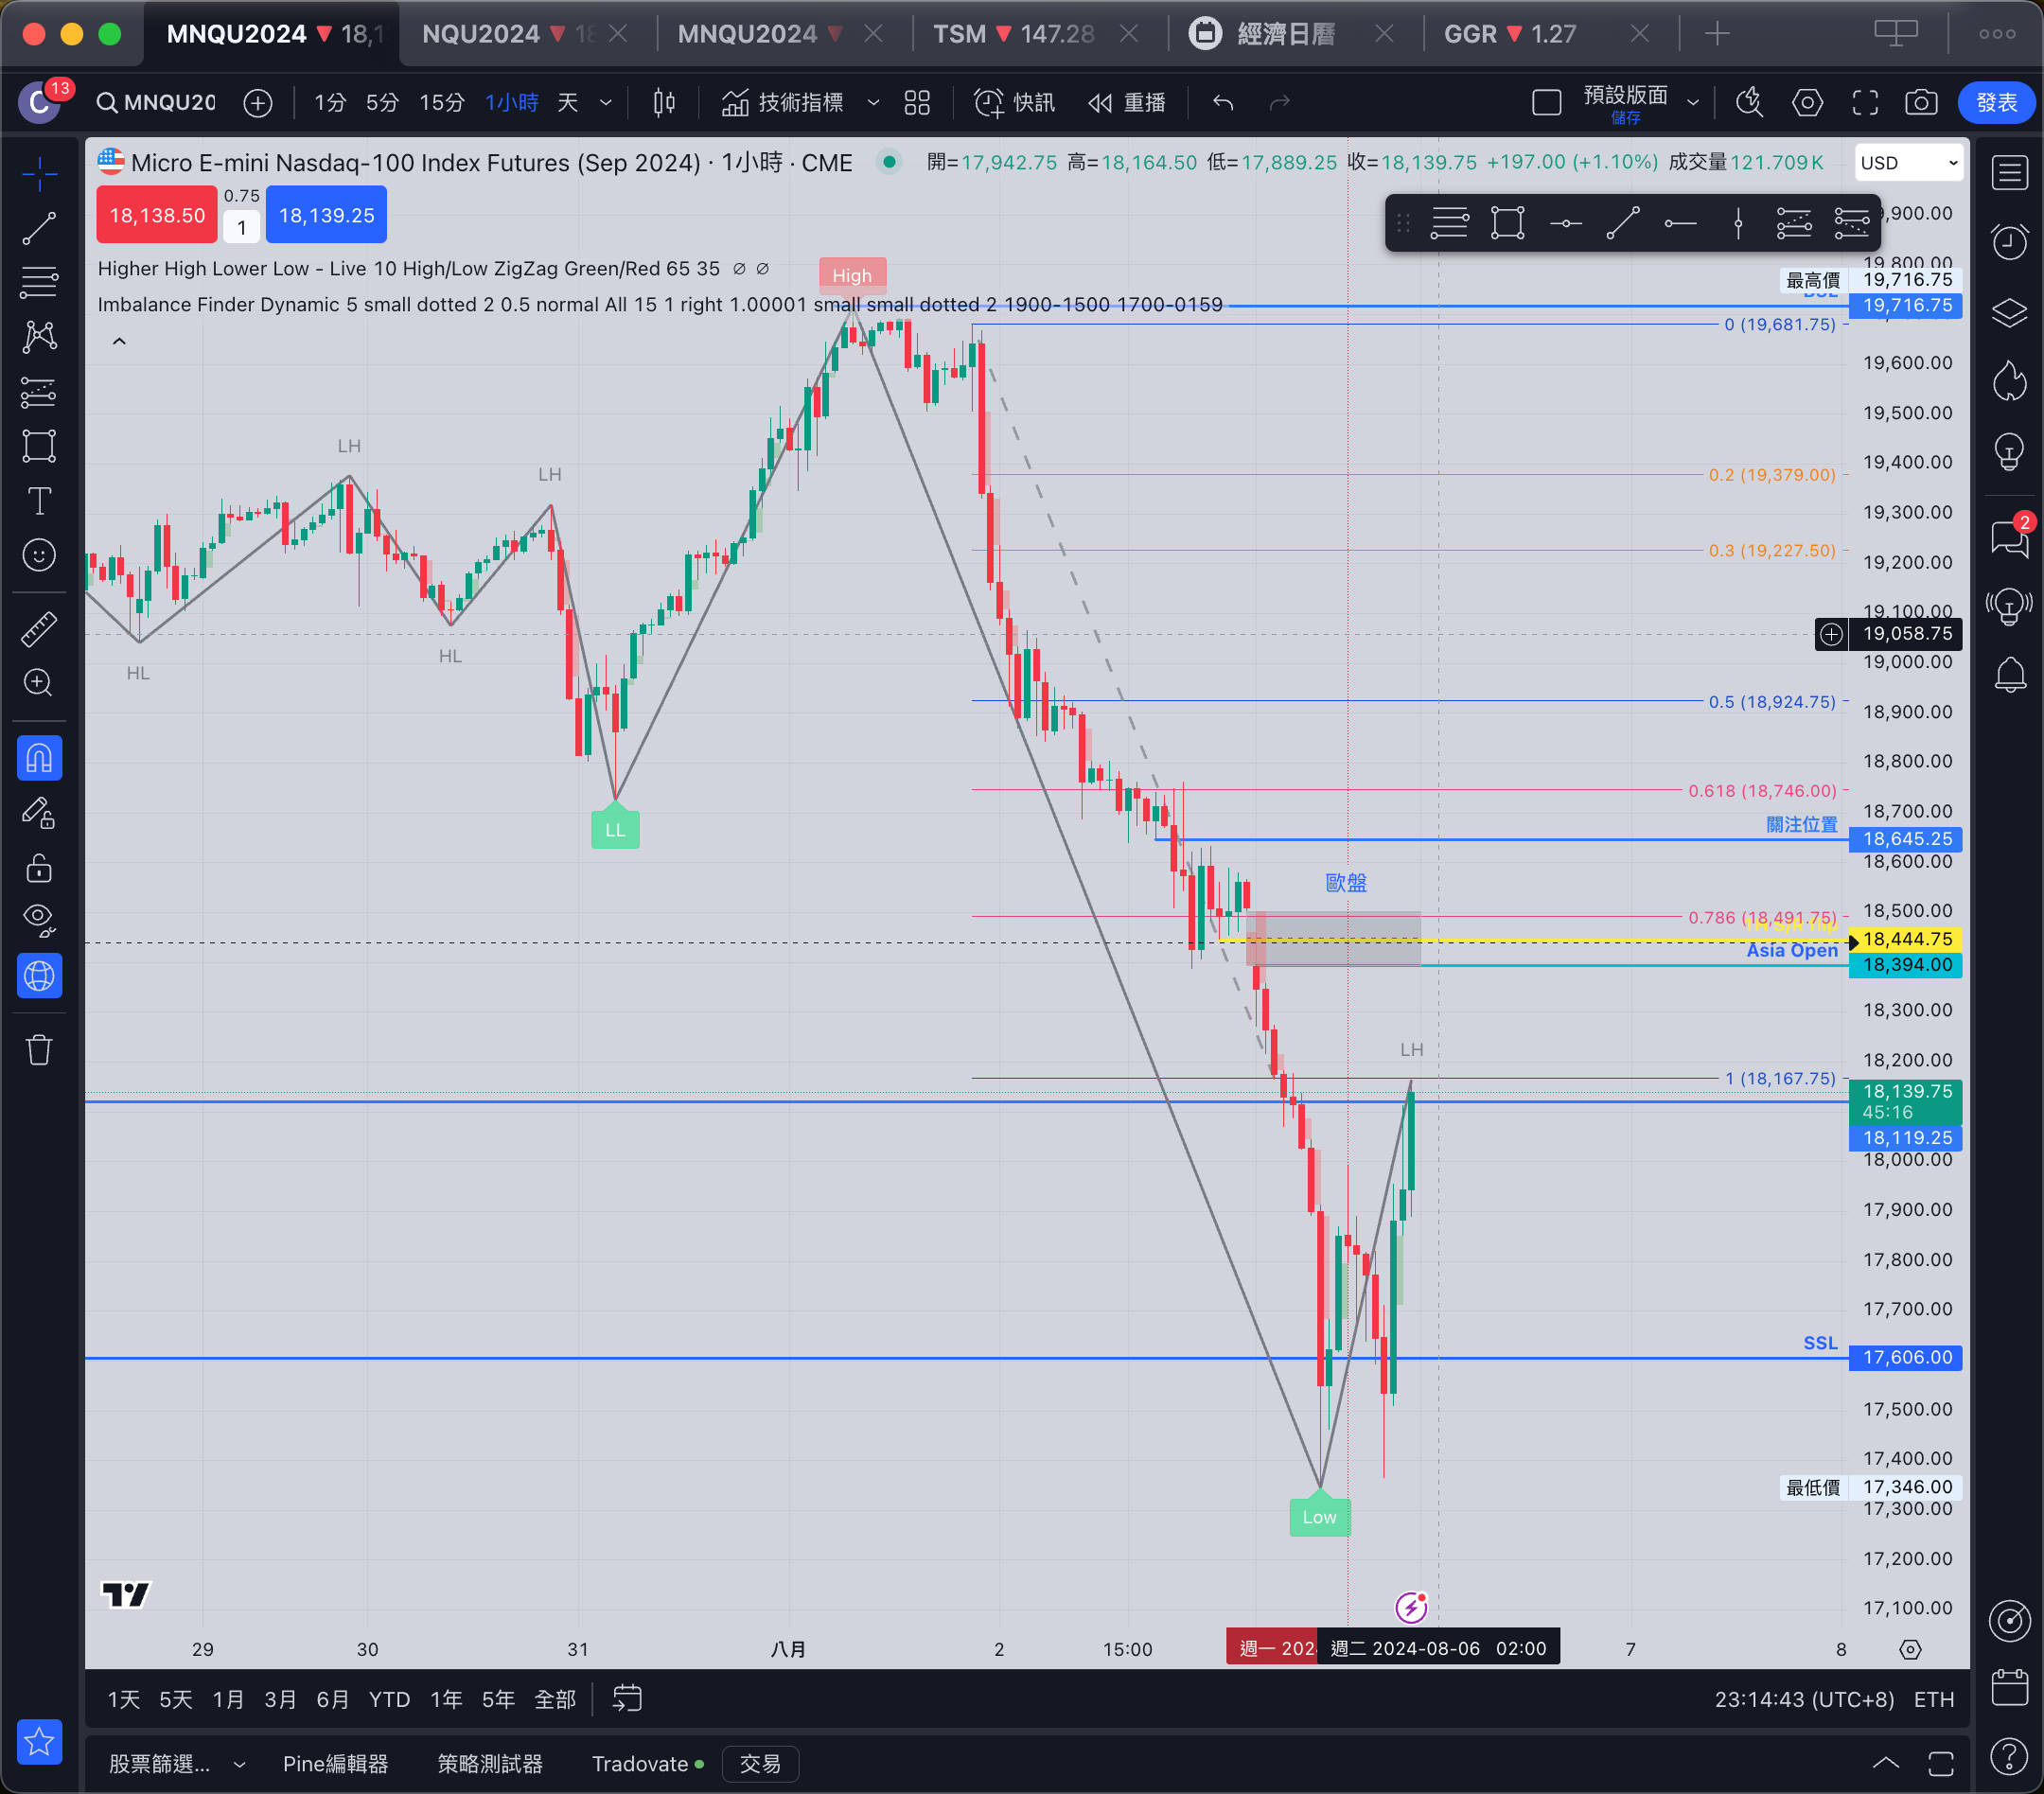 MNQU2024 18,1
NQU2024 18
MNQU2024
TSM 147.28
經濟日曆
GGR 1.27
C 13
MNQU20
1分 5分 15分 1小時 天
技術指標
快訊
重播
預設版面
儲存
發表
Micro E-mini Nasdaq-100 Index Futures (Sep 2024) · 1小時 · CME
開=17,942.75 高=18,164.50 低=17,889.25 收=18,139.75 +197.00 (+1.10%) 成交量121.709K
USD
18,138.50
0.75
1
18,139.25
Higher High Lower Low - Live 10 High/Low ZigZag Green/Red 65 35 ∅ ∅
Imbalance Finder Dynamic 5 small dotted 2 0.5 normal All 15 1 right 1.00001 small small dotted 2 1900-1500 1700-0159
High
19,800.00
最高價 19,716.75
19,716.75
0 (19,681.75)
19,600.00
19,500.00
LH
LH
0.2 (19,379.00)
19,400.00
19,300.00
0.3 (19,227.50)
19,200.00
19,100.00
19,058.75
HL
HL
19,000.00
0.5 (18,924.75)
18,900.00
18,800.00
0.618 (18,746.00)
18,700.00
關注位置
18,645.25
LL
18,600.00
歐盤
0.786 (18,491.75)
18,500.00
18,444.75
Asia Open
18,394.00
18,300.00
LH
18,200.00
1 (18,167.75)
18,139.75
45:16
18,119.25
18,000.00
17,900.00
17,800.00
17,700.00
SSL
17,606.00
17,500.00
17,400.00
最低價 17,346.00
17,300.00
Low
17,200.00
17,100.00
29 30 31 八月 2 15:00 週一 202 週二 2024-08-06 02:00 7 8
1天 5天 1月 3月 6月 YTD 1年 5年 全部
23:14:43 (UTC+8) ETH
股票篩選... Pine編輯器 策略測試器 Tradovate 交易
2